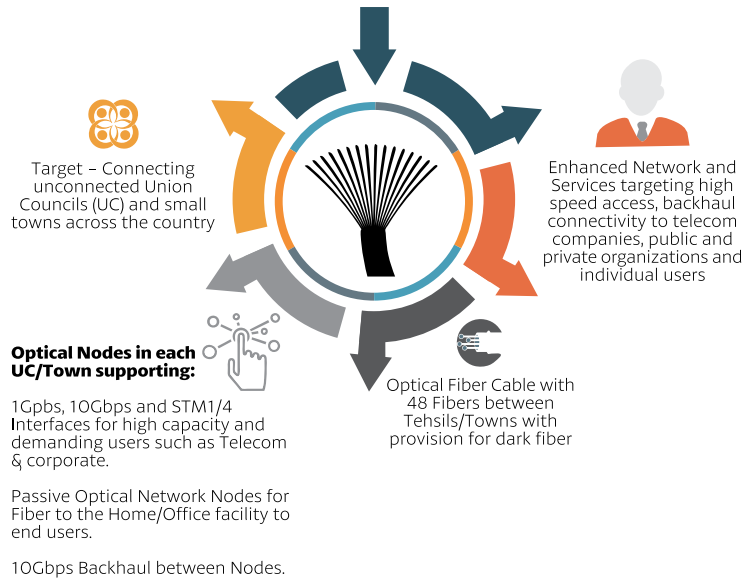 Target – Connecting
unconnected Union
Councils (UC) and small
towns across the country
Enhanced Network and
Services targeting high
speed access, backhaul
connectivity to telecom
companies, public and
private organizations and
individual users
Optical Fiber Cable with
48 Fibers between
Tehsils/Towns with
provision for dark fiber
Optical Nodes in each
UC/Town supporting:
1Gpbs, 10Gbps and STM1/4
Interfaces for high capacity and
demanding users such as Telecom
& corporate.
Passive Optical Network Nodes for
Fiber to the Home/Office facility to
end users.
10Gbps Backhaul between Nodes.